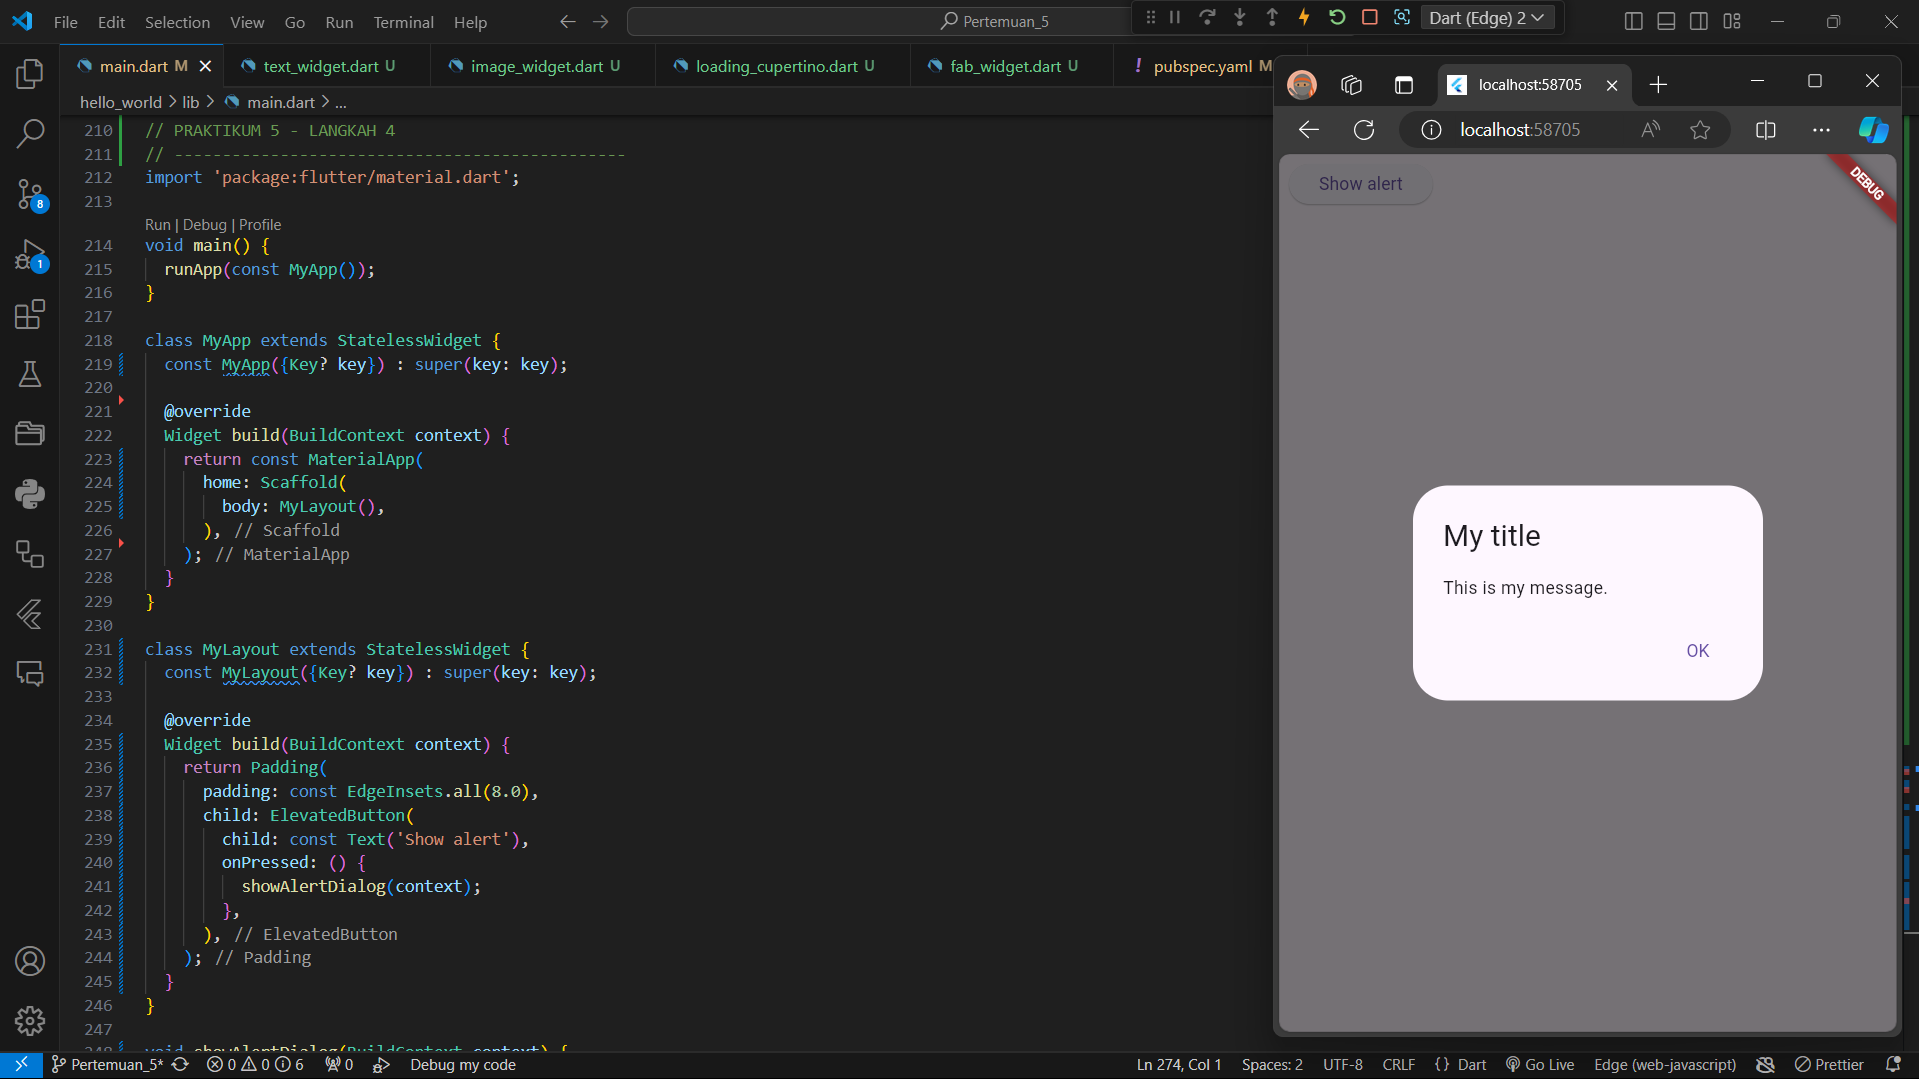 File Edit Selection View Go Run Terminal Help
Pertemuan_5
Dart (Edge) 2
main.dart M
text_widget.dart U
image_widget.dart U
loading_cupertino.dart U
fab_widget.dart U
! pubspec.yaml M
hello_world > lib > main.dart > ...
210 // PRAKTIKUM 5 - LANGKAH 4
211 // -----------------------------------------------
212 import 'package:flutter/material.dart';
213
Run | Debug | Profile
214 void main() {
215 runApp(const MyApp());
216 }
217
218 class MyApp extends StatelessWidget {
219 const MyApp({Key? key}) : super(key: key);
220
221 @override
222 Widget build(BuildContext context) {
223 return const MaterialApp(
224 home: Scaffold(
225 body: MyLayout(),
226 ), // Scaffold
227 ); // MaterialApp
228 }
229 }
230
231 class MyLayout extends StatelessWidget {
232 const MyLayout({Key? key}) : super(key: key);
233
234 @override
235 Widget build(BuildContext context) {
236 return Padding(
237 padding: const EdgeInsets.all(8.0),
238 child: ElevatedButton(
239 child: const Text('Show alert'),
240 onPressed: () {
241 showAlertDialog(context);
242 },
243 ), // ElevatedButton
244 ); // Padding
245 }
246 }
247
248 void showAlertDialog(BuildContext context) {
localhost:58705
localhost:58705
Show alert
DEBUG
My title
This is my message.
OK
8
1
Pertemuan_5* 0 0 6 0 Debug my code
Ln 274, Col 1 Spaces: 2 UTF-8 CRLF {} Dart Go Live Edge (web-javascript) Prettier